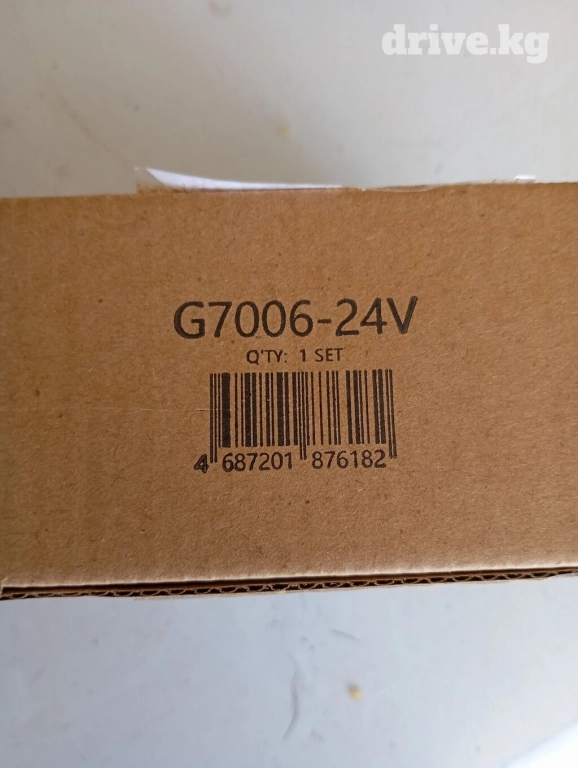 drive.kg
G7006-24V
Q'TY: 1 SET
4 687201 876182